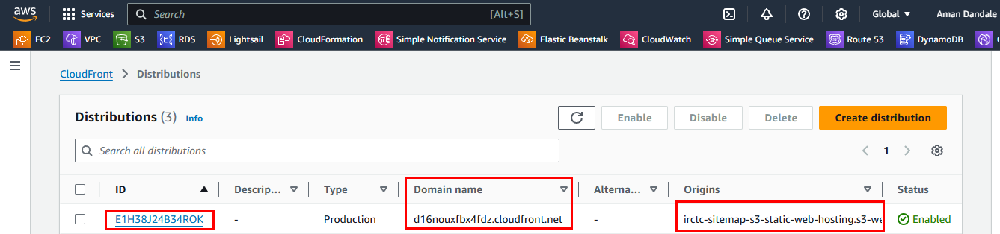 aws Services Search [Alt+S] Global Aman Dandale
EC2 VPC S3 RDS Lightsail CloudFormation Simple Notification Service Elastic Beanstalk CloudWatch Simple Queue Service Route 53 DynamoDB
CloudFront Distributions
Distributions (3) Info Enable Disable Delete Create distribution
Search all distributions 1
ID Descrip... Type Domain name Alterna... Origins Status
E1H38J24B34ROK - Production d16nouxfbx4fdz.cloudfront.net - irctc-sitemap-s3-static-web-hosting.s3-we Enabled